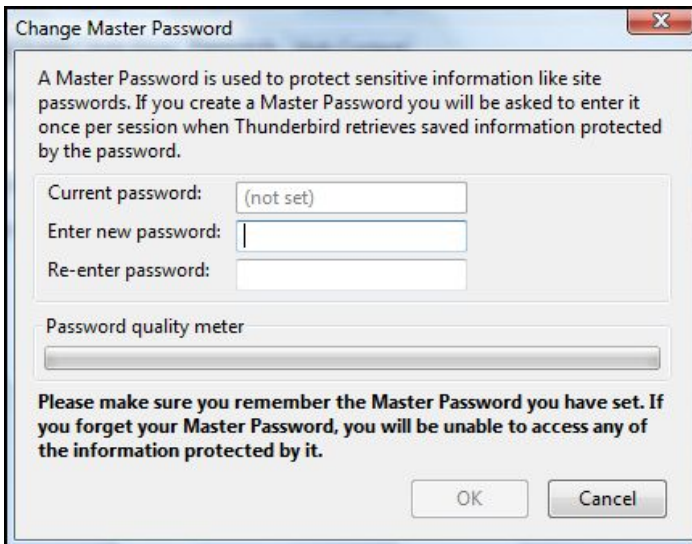 Change Master Password
A Master Password is used to protect sensitive information like site
passwords. If you create a Master Password you will be asked to enter it
once per session when Thunderbird retrieves saved information protected
by the password.
Current password: (not set)
Enter new password:
Re-enter password:
Password quality meter
Please make sure you remember the Master Password you have set. If
you forget your Master Password, you will be unable to access any of
the information protected by it.
OK Cancel